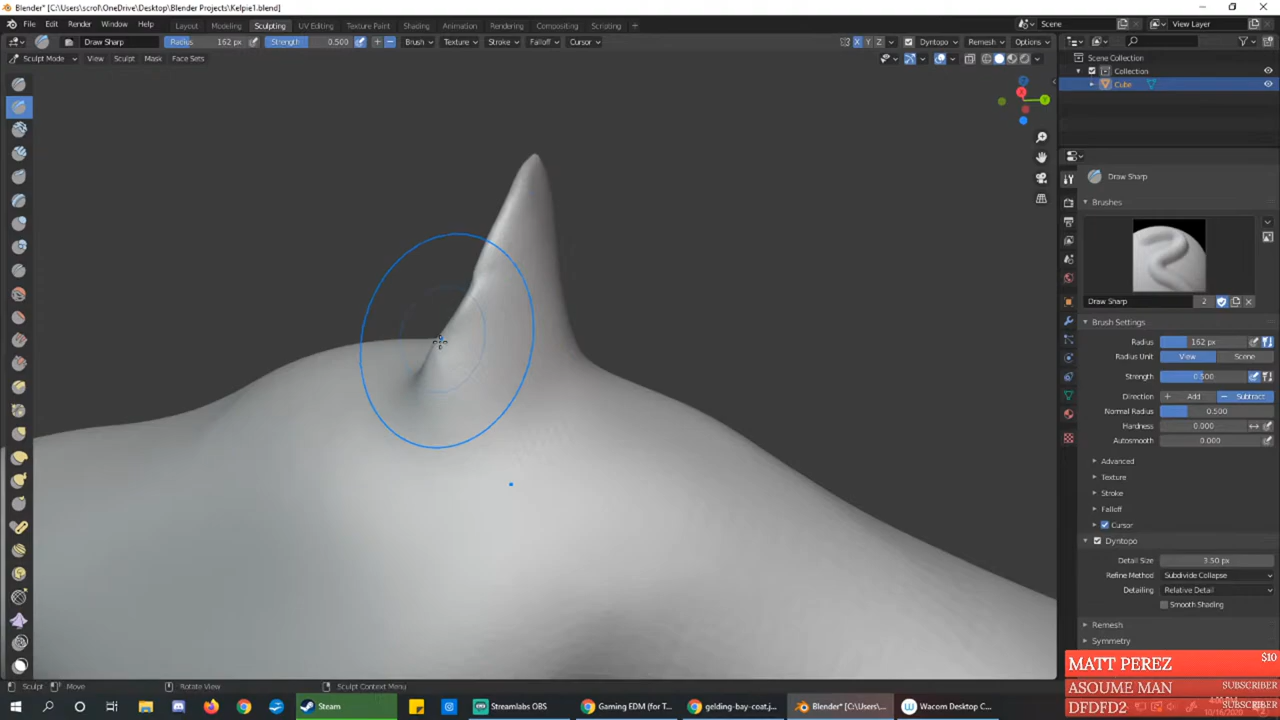 Blender* [C:\Users\scrof\OneDrive\Desktop\Blender Projects\Kelpie1.blend]
File Edit Render Window Help Layout Modeling Sculpting UV Editing Texture Paint Shading Animation Rendering Compositing Scripting Scene View Layer
Draw Sharp Radius 162 px Strength 0.500 Brush Texture Stroke Falloff Cursor X Y Z Dyntopo Remesh Options
Sculpt Mode View Sculpt Mask Face Sets
Scene Collection
Collection
Cube
Draw Sharp
Brushes
Draw Sharp 2
Brush Settings
Radius 162 px
Radius Unit View Scene
Strength 0.500
Direction + Add − Subtract
Normal Radius 0.500
Hardness 0.000
Autosmooth 0.000
Advanced
Texture
Stroke
Falloff
Cursor
Dyntopo
Detail Size 3.50 px
Refine Method Subdivide Collapse
Detailing Relative Detail
Smooth Shading
Remesh
Symmetry
MATT PEREZ $10
ASOUME MAN SUBSCRIBER
DFDFD2 SUBSCRIBER
Sculpt Move Rotate View Sculpt Context Menu
Steam Streamlabs OBS Gaming EDM (for T... gelding-bay-coat.j... Blender* [C:\Users\... Wacom Desktop C... 10/16/2020